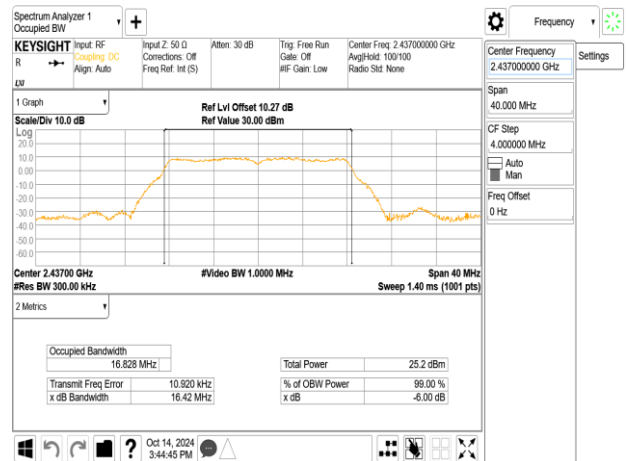 Spectrum Analyzer 1
Occupied BW
Frequency
KEYSIGHT Input: RF Input Z: 50 Ω Atten: 30 dB Trig: Free Run Center Freq: 2.437000000 GHz
R Coupling: DC Corrections: Off Gate: Off Avg|Hold: 100/100
Align: Auto Freq Ref: Int (S) #IF Gain: Low Radio Std: None
LXI
Center Frequency
2.437000000 GHz
Settings
Span
40.000 MHz
CF Step
4.000000 MHz
Auto
Man
Freq Offset
0 Hz
1 Graph
Ref Lvl Offset 10.27 dB
Scale/Div 10.0 dB Ref Value 30.00 dBm
Log
20.0
10.0
0.00
-10.0
-20.0
-30.0
-40.0
-50.0
-60.0
Center 2.43700 GHz #Video BW 1.0000 MHz Span 40 MHz
#Res BW 300.00 kHz Sweep 1.40 ms (1001 pts)
2 Metrics
Occupied Bandwidth
16.828 MHz Total Power 25.2 dBm
Transmit Freq Error 10.920 kHz % of OBW Power 99.00 %
x dB Bandwidth 16.42 MHz x dB -6.00 dB
? Oct 14, 2024
3:44:45 PM